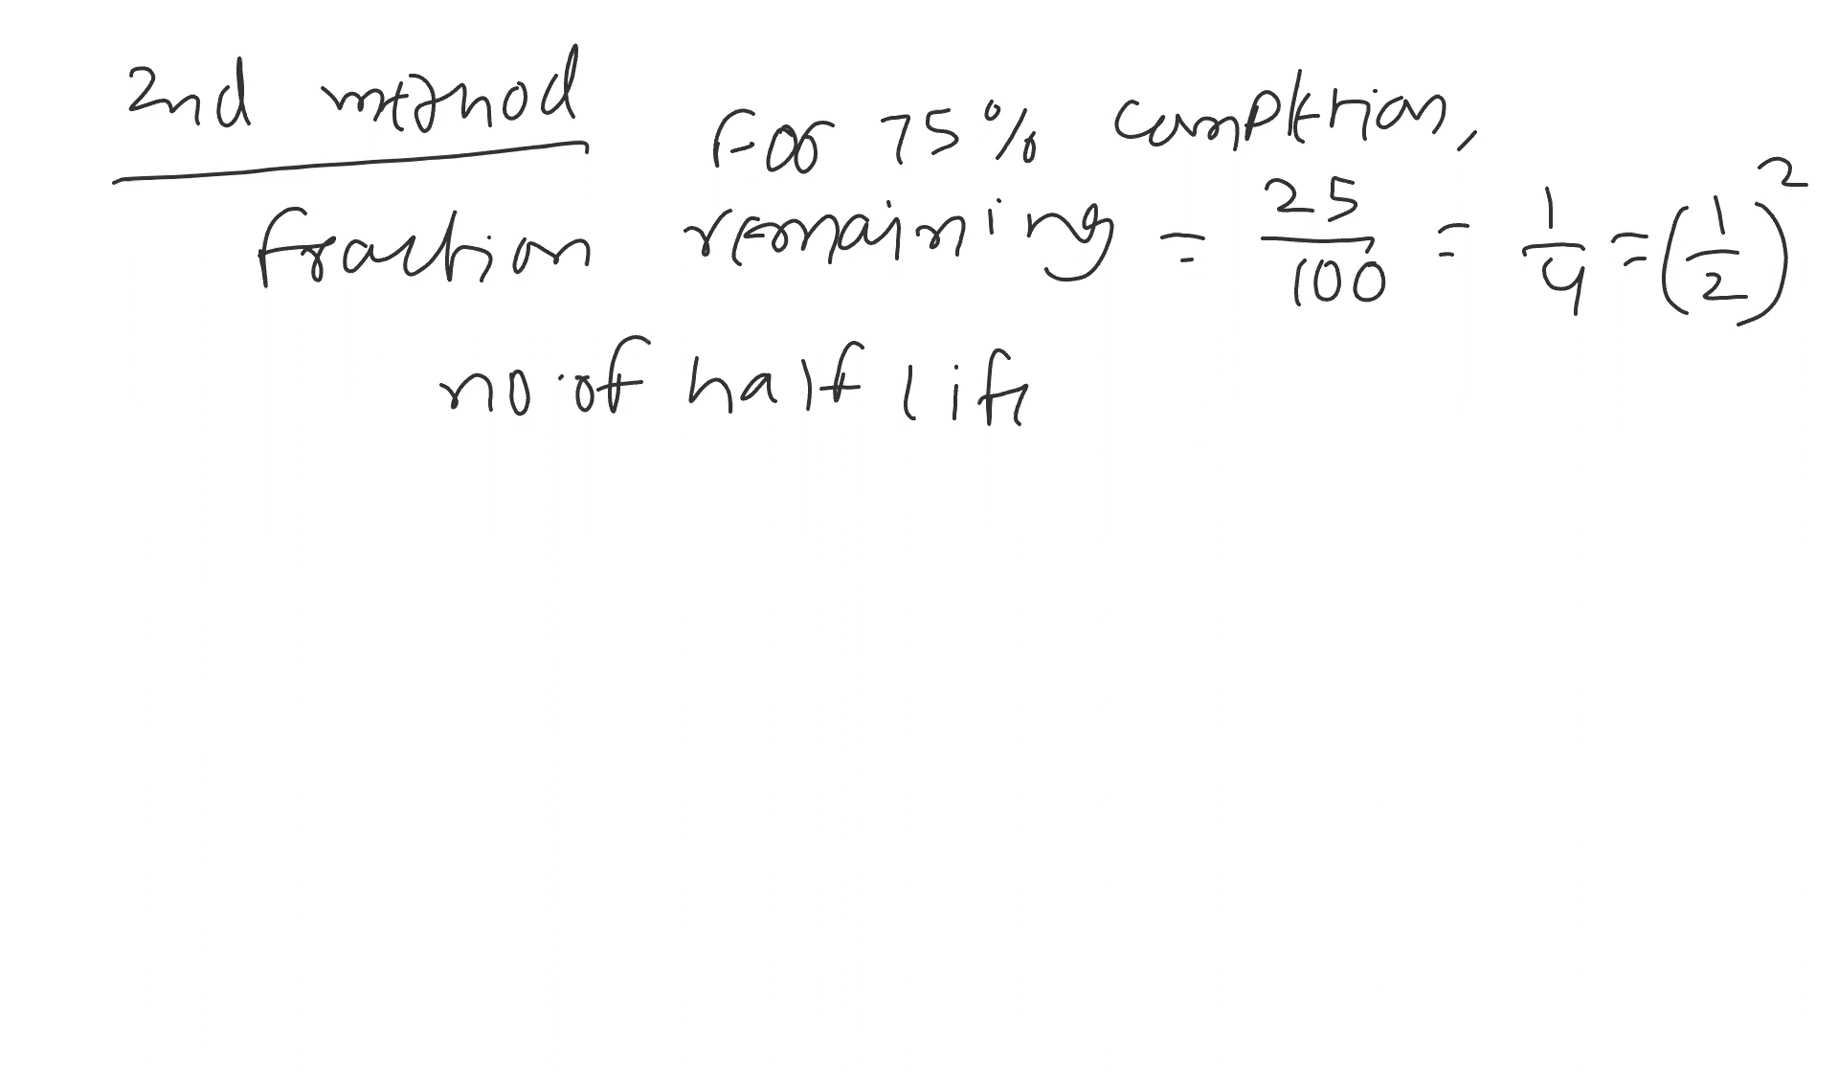 2nd method
For 75% completion,
fraction remaining = 25/100 = 1/4 = (1/2)^2
no. of half life